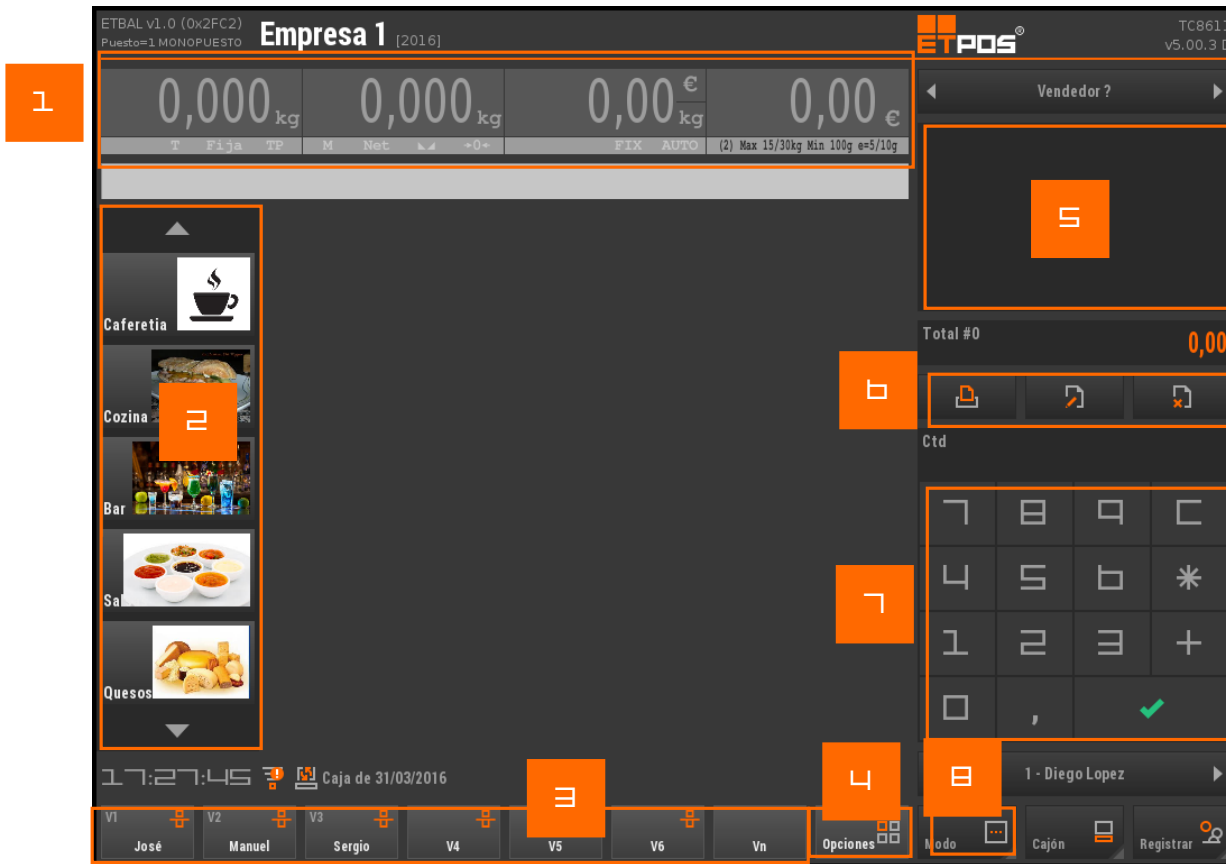 ETBAL v1.0 (0x2FC2)
Puesto=1 MONOPUESTO
Empresa 1 [2016]
ETPOS®
TC8611
v5.00.3 D
1
0,000 kg
0,000 kg
0,00 €/kg
0,00 €
T Fija TP
M Net →0←
FIX AUTO
(2) Max 15/30kg Min 100g e=5/10g
Vendedor ?
5
Caferetia
Cozina
2
Bar
Quesos
Total #0
0,00
6
Ctd
7 8 9 C
4 5 6 *
7
1 2 3 +
0 ,
17:27:45
Caja de 31/03/2016
3
4
8
1 - Diego Lopez
V1
José
V2
Manuel
V3
Sergio
V4
V5
V6
Vn
Opciones
Modo
Cajón
Registrar